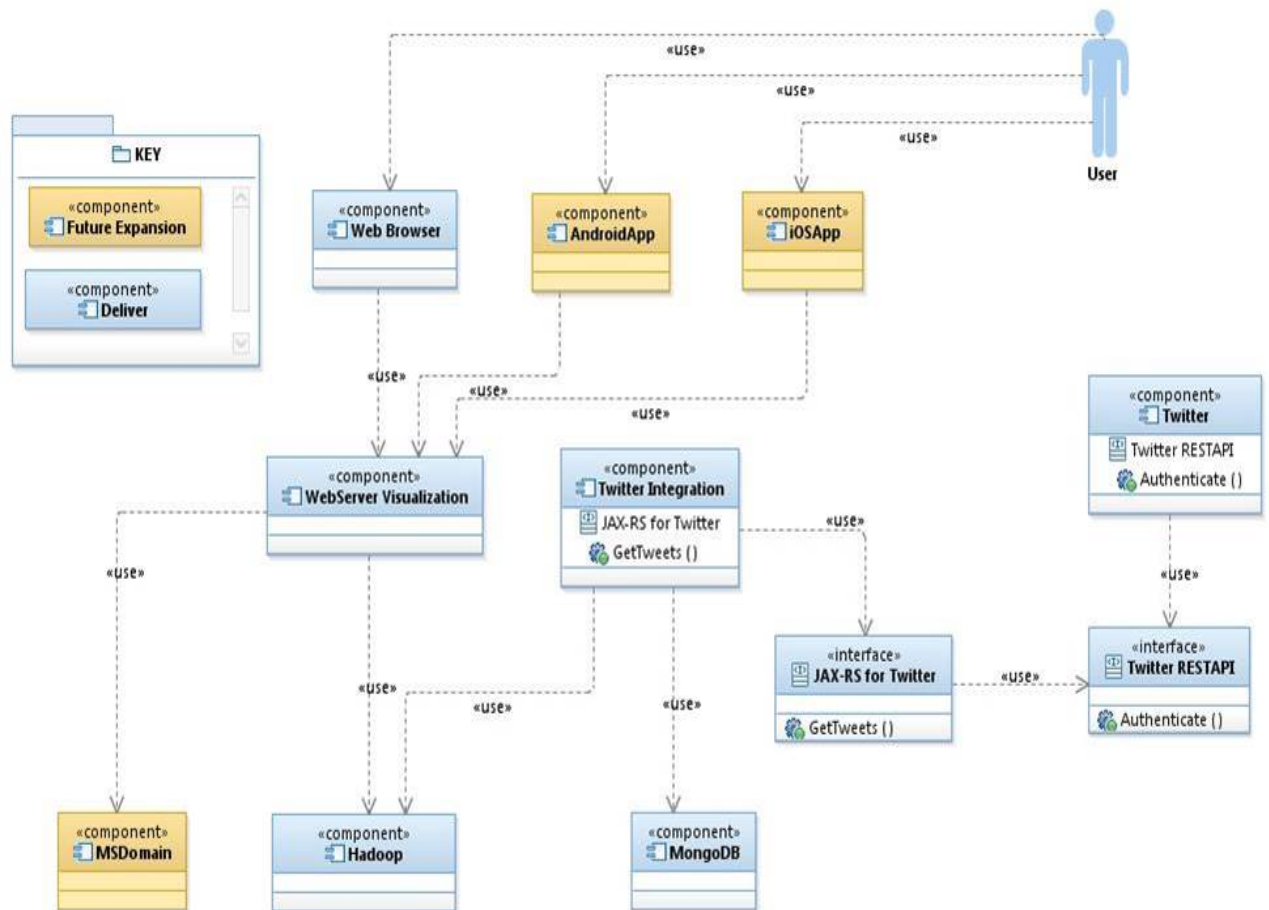 «use»
«use»
«use»
User
KEY
«component»
Future Expansion
«component»
Deliver
«component»
Web Browser
«component»
AndroidApp
«component»
iOSApp
«use»
«use»
«use»
«component»
Twitter
Twitter RESTAPI
Authenticate ()
«component»
WebServer Visualization
«component»
Twitter Integration
JAX-RS for Twitter
GetTweets ()
«use»
«use»
«use»
«use»
«use»
«use»
«interface»
JAX-RS for Twitter
GetTweets ()
«use»
«interface»
Twitter RESTAPI
Authenticate ()
«component»
MSDomain
«component»
Hadoop
«component»
MongoDB